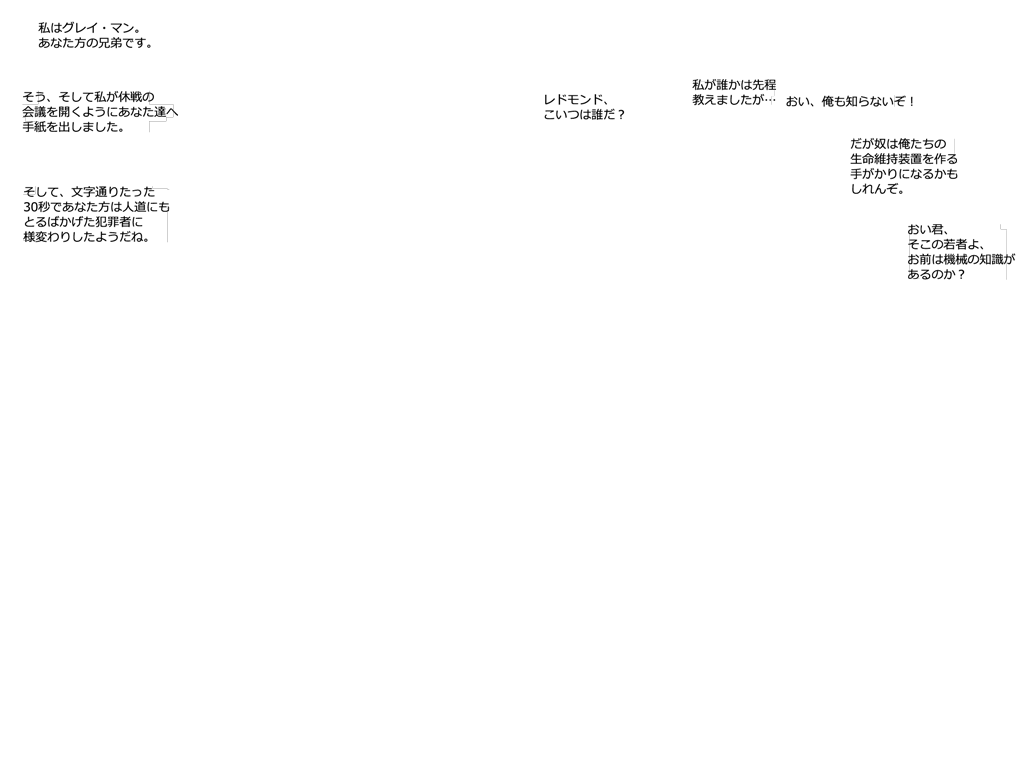 私はグレイ・マン。
あなた方の兄弟です。
そう、そして私が休戦の
会議を開くようにあなた達へ
手紙を出しました。
そして、文字通りたった
30秒であなた方は人道にも
とるばかげた犯罪者に
様変わりしたようだね。
レドモンド、
こいつは誰だ？
私が誰かは先程
教えましたが…
おい、俺も知らないぞ！
だが奴は俺たちの
生命維持装置を作る
手がかりになるかも
しれんぞ。
おい君、
そこの若者よ、
お前は機械の知識が
あるのか？